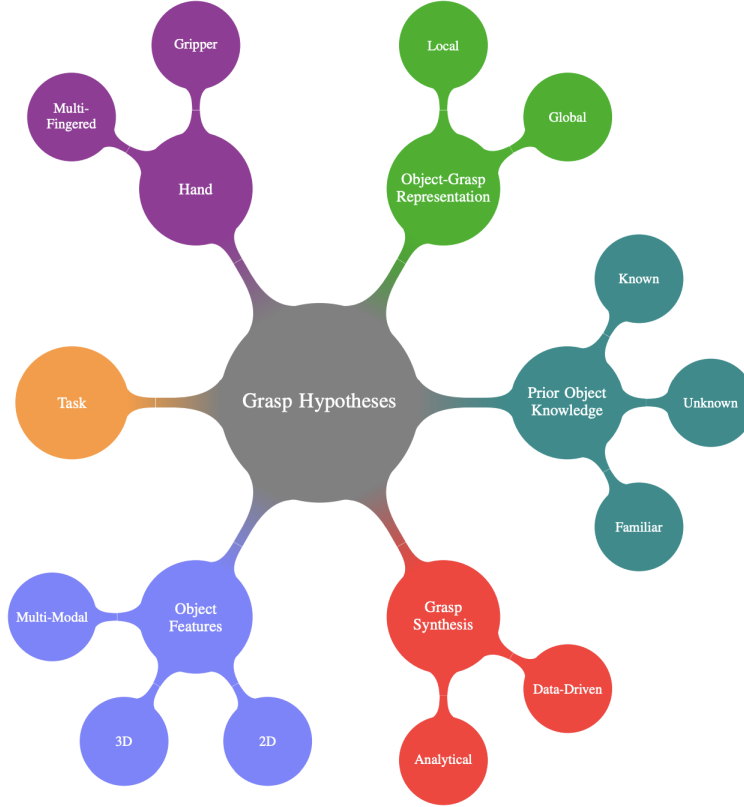 Gripper
Local
Multi-
Fingered
Global
Hand
Object-Grasp
Representation
Known
Grasp Hypotheses
Task
Prior Object
Knowledge
Unknown
Familiar
Multi-Modal
Object
Features
Grasp
Synthesis
Data-Driven
3D
2D
Analytical